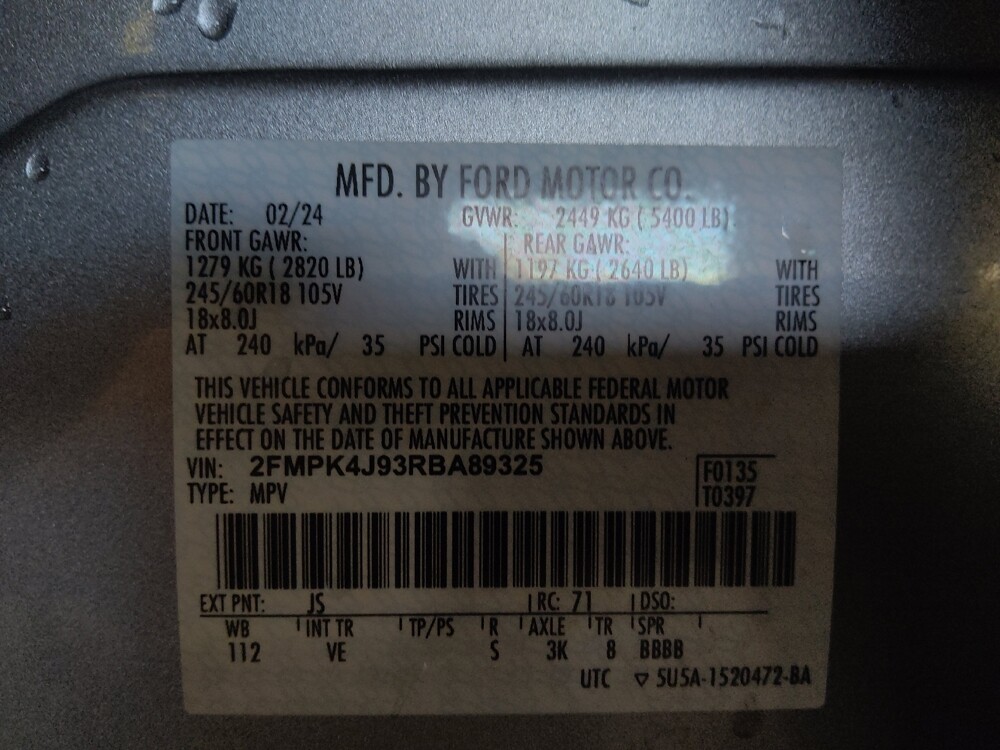 MFD. BY FORD MOTOR CO.
DATE: 02/24 GVWR: 2449 KG ( 5400 LB)
FRONT GAWR: REAR GAWR:
1279 KG ( 2820 LB) WITH 1197 KG ( 2640 LB) WITH
245/60R18 105V TIRES 245/60R18 105V TIRES
18x8.0J RIMS 18x8.0J RIMS
AT 240 kPa/ 35 PSI COLD AT 240 kPa/ 35 PSI COLD
THIS VEHICLE CONFORMS TO ALL APPLICABLE FEDERAL MOTOR
VEHICLE SAFETY AND THEFT PREVENTION STANDARDS IN
EFFECT ON THE DATE OF MANUFACTURE SHOWN ABOVE.
VIN: 2FMPK4J93RBA89325 F0135
TYPE: MPV T0397
EXT PNT: JS RC: 71 DSO:
WB INT TR TP/PS R AXLE TR SPR
112 VE S 3K 8 BBBB
UTC ▽ 5U5A-1520472-BA